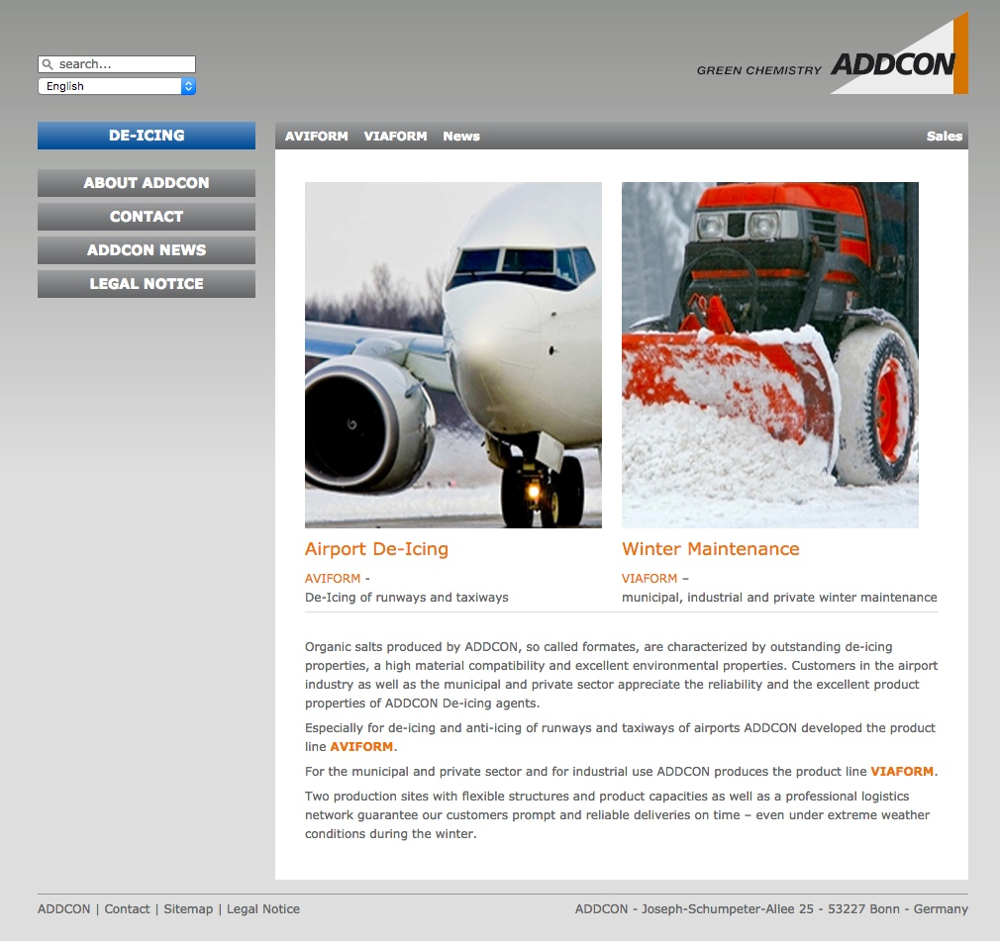 search...
English
GREEN CHEMISTRY ADDCON
DE-ICING
ABOUT ADDCON
CONTACT
ADDCON NEWS
LEGAL NOTICE
AVIFORM VIAFORM News Sales
Airport De-Icing
AVIFORM -
De-Icing of runways and taxiways
Winter Maintenance
VIAFORM –
municipal, industrial and private winter maintenance
Organic salts produced by ADDCON, so called formates, are characterized by outstanding de-icing
properties, a high material compatibility and excellent environmental properties. Customers in the airport
industry as well as the municipal and private sector appreciate the reliability and the excellent product
properties of ADDCON De-icing agents.
Especially for de-icing and anti-icing of runways and taxiways of airports ADDCON developed the product
line AVIFORM.
For the municipal and private sector and for industrial use ADDCON produces the product line VIAFORM.
Two production sites with flexible structures and product capacities as well as a professional logistics
network guarantee our customers prompt and reliable deliveries on time – even under extreme weather
conditions during the winter.
ADDCON | Contact | Sitemap | Legal Notice
ADDCON - Joseph-Schumpeter-Allee 25 - 53227 Bonn - Germany